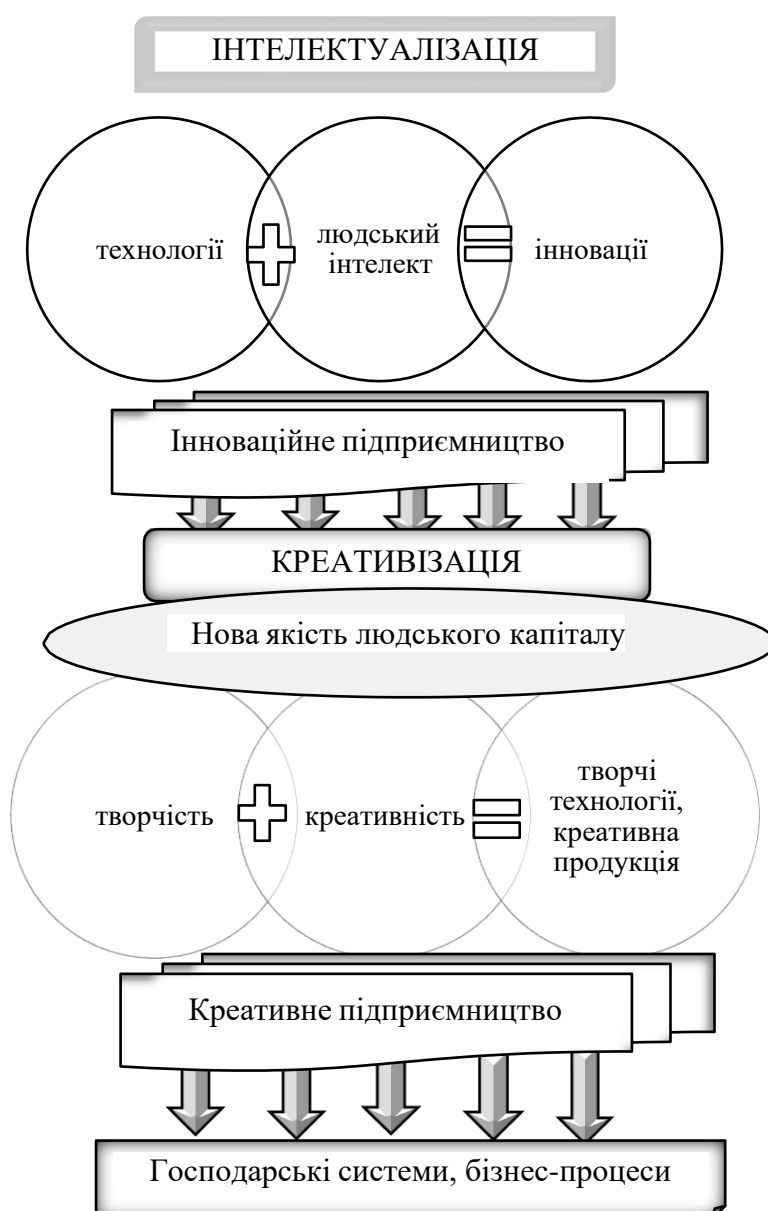 ІНТЕЛЕКТУАЛІЗАЦІЯ
технології
людський
інтелект
інновації
Інноваційне підприємництво
КРЕАТИВІЗАЦІЯ
Нова якість людського капіталу
творчість
креативність
творчі
технології,
креативна
продукція
Креативне підприємництво
Господарські системи, бізнес-процеси